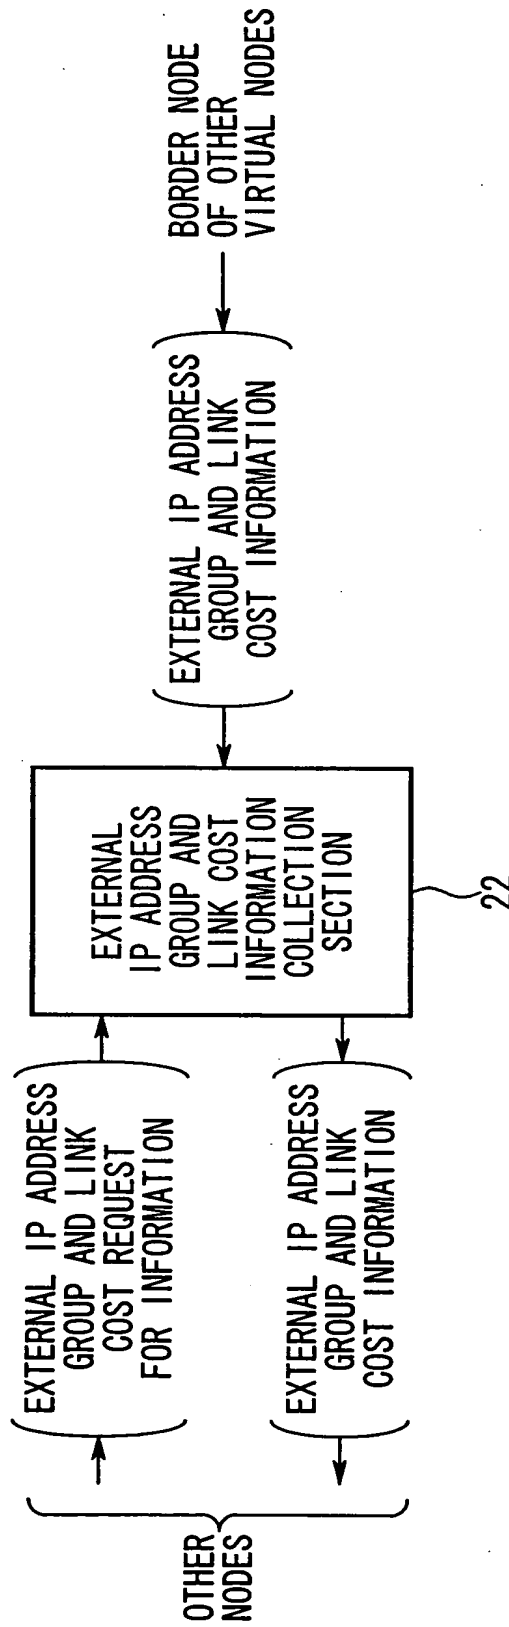 OTHER
NODES
EXTERNAL IP ADDRESS
GROUP AND LINK
COST REQUEST
FOR INFORMATION
EXTERNAL IP ADDRESS
GROUP AND LINK
COST INFORMATION
EXTERNAL
IP ADDRESS
GROUP AND
LINK COST
INFORMATION
COLLECTION
SECTION
22
EXTERNAL IP ADDRESS
GROUP AND LINK
COST INFORMATION
BORDER NODE
OF OTHER
VIRTUAL NODES